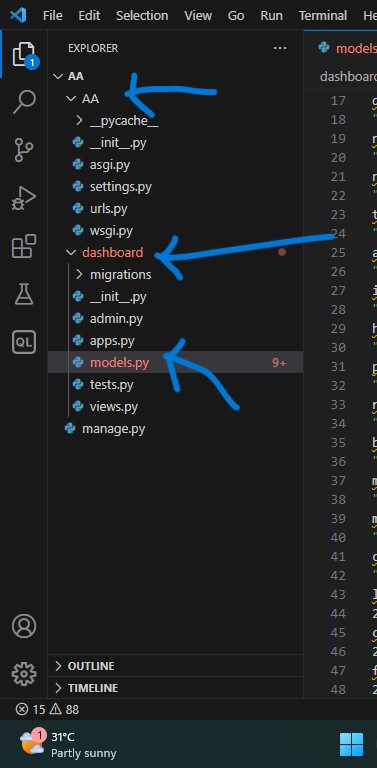 File Edit Selection View Go Run Terminal He
EXPLORER ···
models
1
AA
AA
dashboard
__pycache__
__init__.py
asgi.py
settings.py
urls.py
wsgi.py
dashboard
migrations
__init__.py
admin.py
apps.py
models.py 9+
tests.py
views.py
manage.py
QL
17
18
19
20
21
22
23
24
25
26
27
28
29
30
31
32
33
34
35
36
37
38
39
40
41
42
43
44
45
46
47
48
OUTLINE
TIMELINE
15 88
1
31°C
Partly sunny